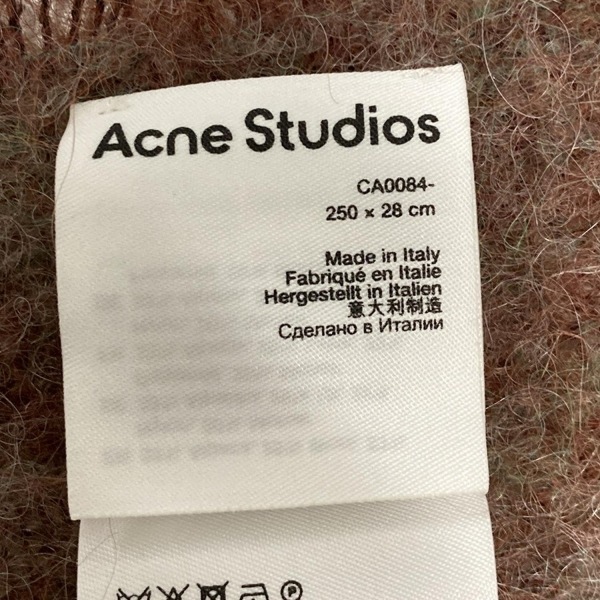 Acne Studios
CA0084-
250 × 28 cm
Made in Italy
Fabriqué en Italie
Hergestellt in Italien
意大利制造
Сделано в Италии